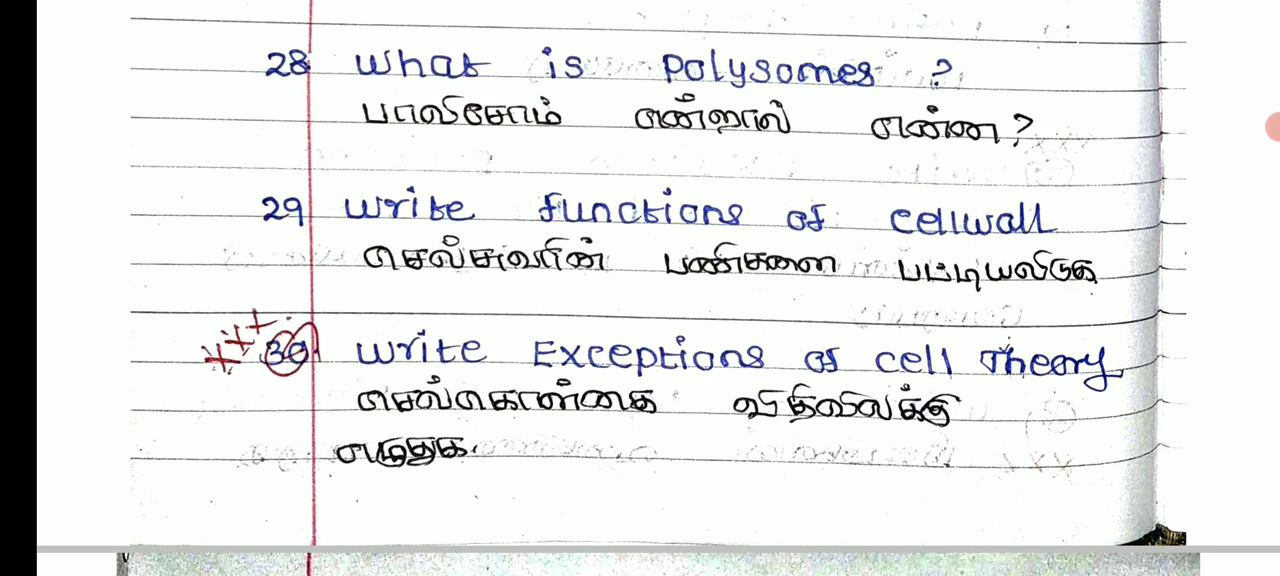 28 What is Polysomes ?
பாலிசோம் என்றால் என்ன?
29 Write functions of cellwall
செல்சுவரின் பண்களை பட்டியலிடுக
xxx 30 Write Exceptions of cell Theory
செல்கொள்கை விதிவிலக்கு
எழுதுக.